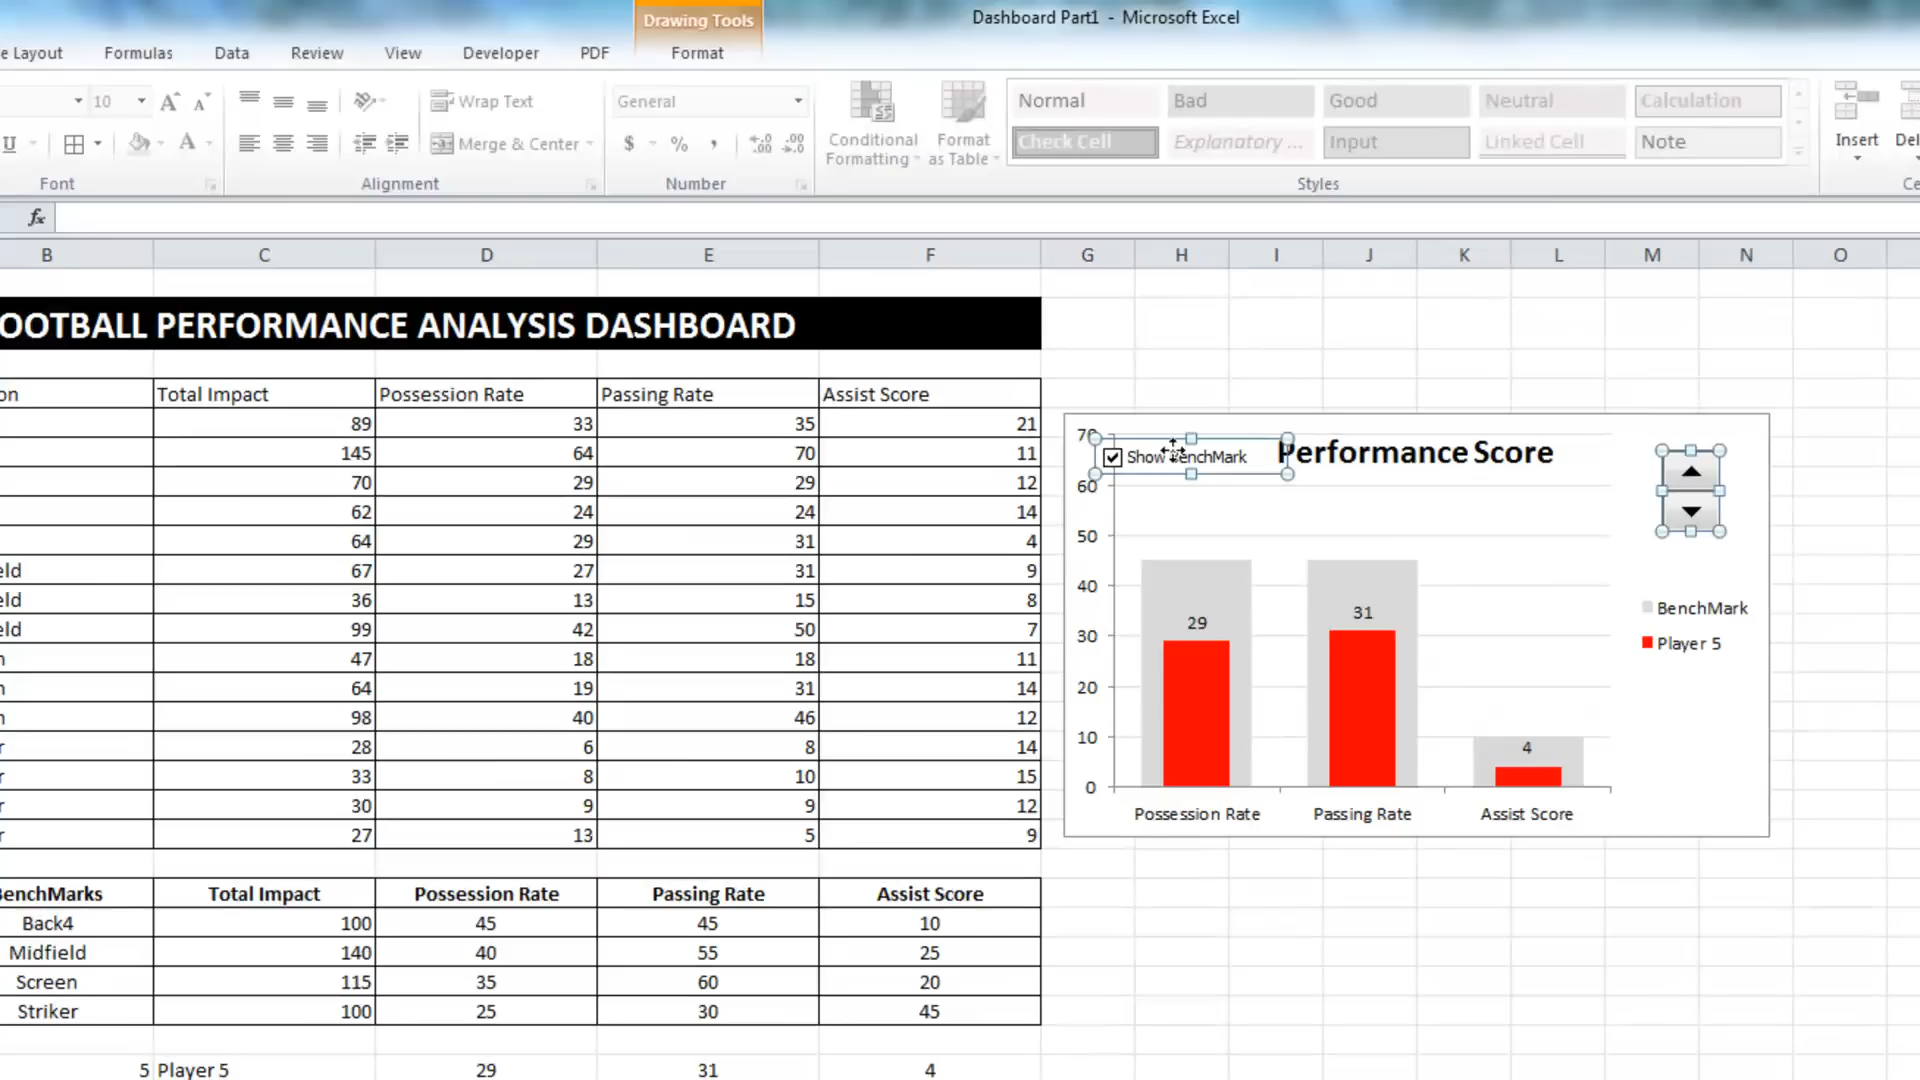 Drawing Tools
Dashboard Part1 - Microsoft Excel
e Layout Formulas Data Review View Developer PDF Format
10 Wrap Text General Normal Bad Good Neutral Calculation
U Merge & Center $ % , Conditional Formatting Format as Table Check Cell Explanatory ... Input Linked Cell Note Insert Del
Font Alignment Number Styles Ce
fx
B C D E F G H I J K L M N O
OOTBALL PERFORMANCE ANALYSIS DASHBOARD
on Total Impact Possession Rate Passing Rate Assist Score
89 33 35 21
145 64 70 11
70 29 29 12
62 24 24 14
64 29 31 4
eld 67 27 31 9
eld 36 13 15 8
eld 99 42 50 7
n 47 18 18 11
n 64 19 31 14
n 98 40 46 12
r 28 6 8 14
r 33 8 10 15
r 30 9 9 12
r 27 13 5 9
BenchMarks Total Impact Possession Rate Passing Rate Assist Score
Back4 100 45 45 10
Midfield 140 40 55 25
Screen 115 35 60 20
Striker 100 25 30 45
5 Player 5 29 31 4
Show BenchMark Performance Score
70
60
50
40
30
20
10
0
29 31 4
BenchMark
Player 5
Possession Rate Passing Rate Assist Score